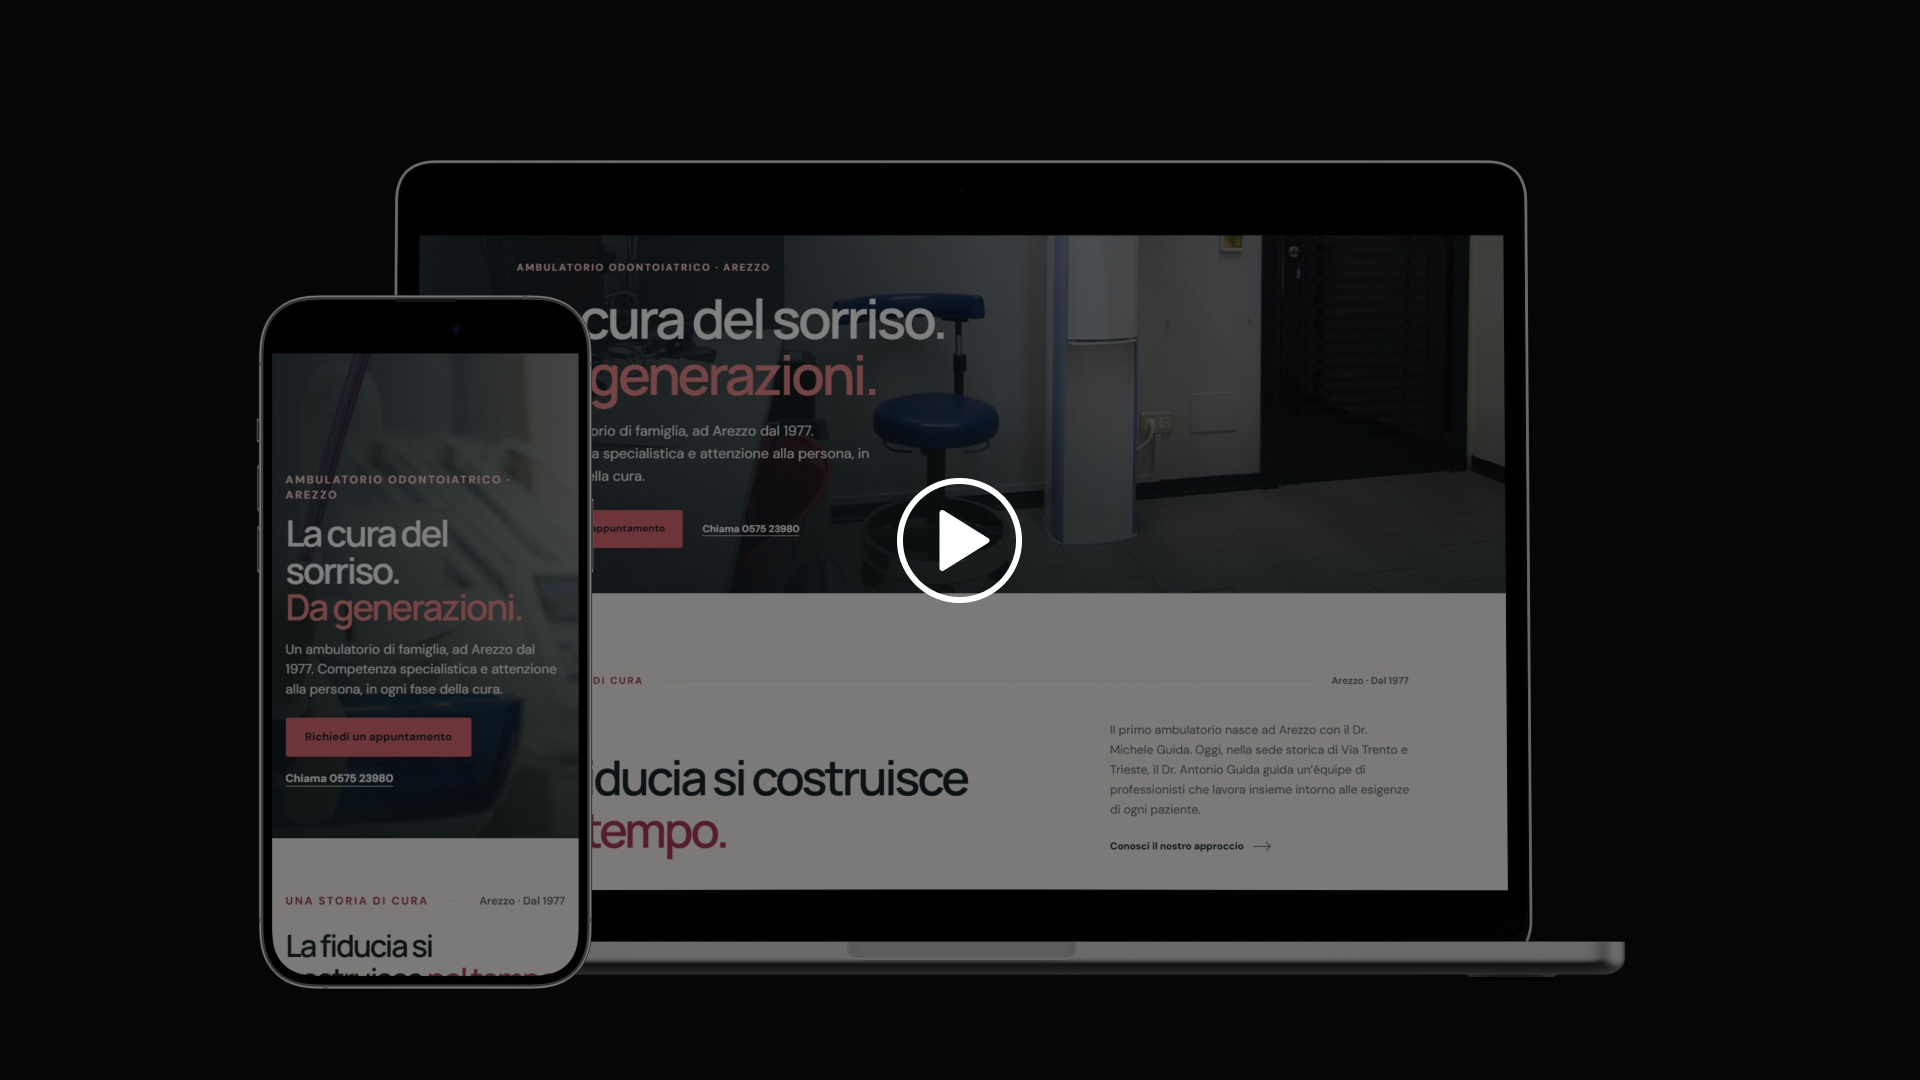 AMBULATORIO ODONTOIATRICO · AREZZO
cura del sorriso.
generazioni.
orio di famiglia, ad Arezzo dal 1977.
a specialistica e attenzione alla persona, in
ella cura.
appuntamento
Chiama 0575 23980
DI CURA
Arezzo · Dal 1977
iducia si costruisce
tempo.
Il primo ambulatorio nasce ad Arezzo con il Dr.
Michele Guida. Oggi, nella sede storica di Via Trento e
Trieste, il Dr. Antonio Guida guida un'équipe di
professionisti che lavora insieme intorno alle esigenze
di ogni paziente.
Conosci il nostro approccio
AMBULATORIO ODONTOIATRICO ·
AREZZO
La cura del
sorriso.
Da generazioni.
Un ambulatorio di famiglia, ad Arezzo dal
1977. Competenza specialistica e attenzione
alla persona, in ogni fase della cura.
Richiedi un appuntamento
Chiama 0575 23980
UNA STORIA DI CURA
Arezzo · Dal 1977
La fiducia si